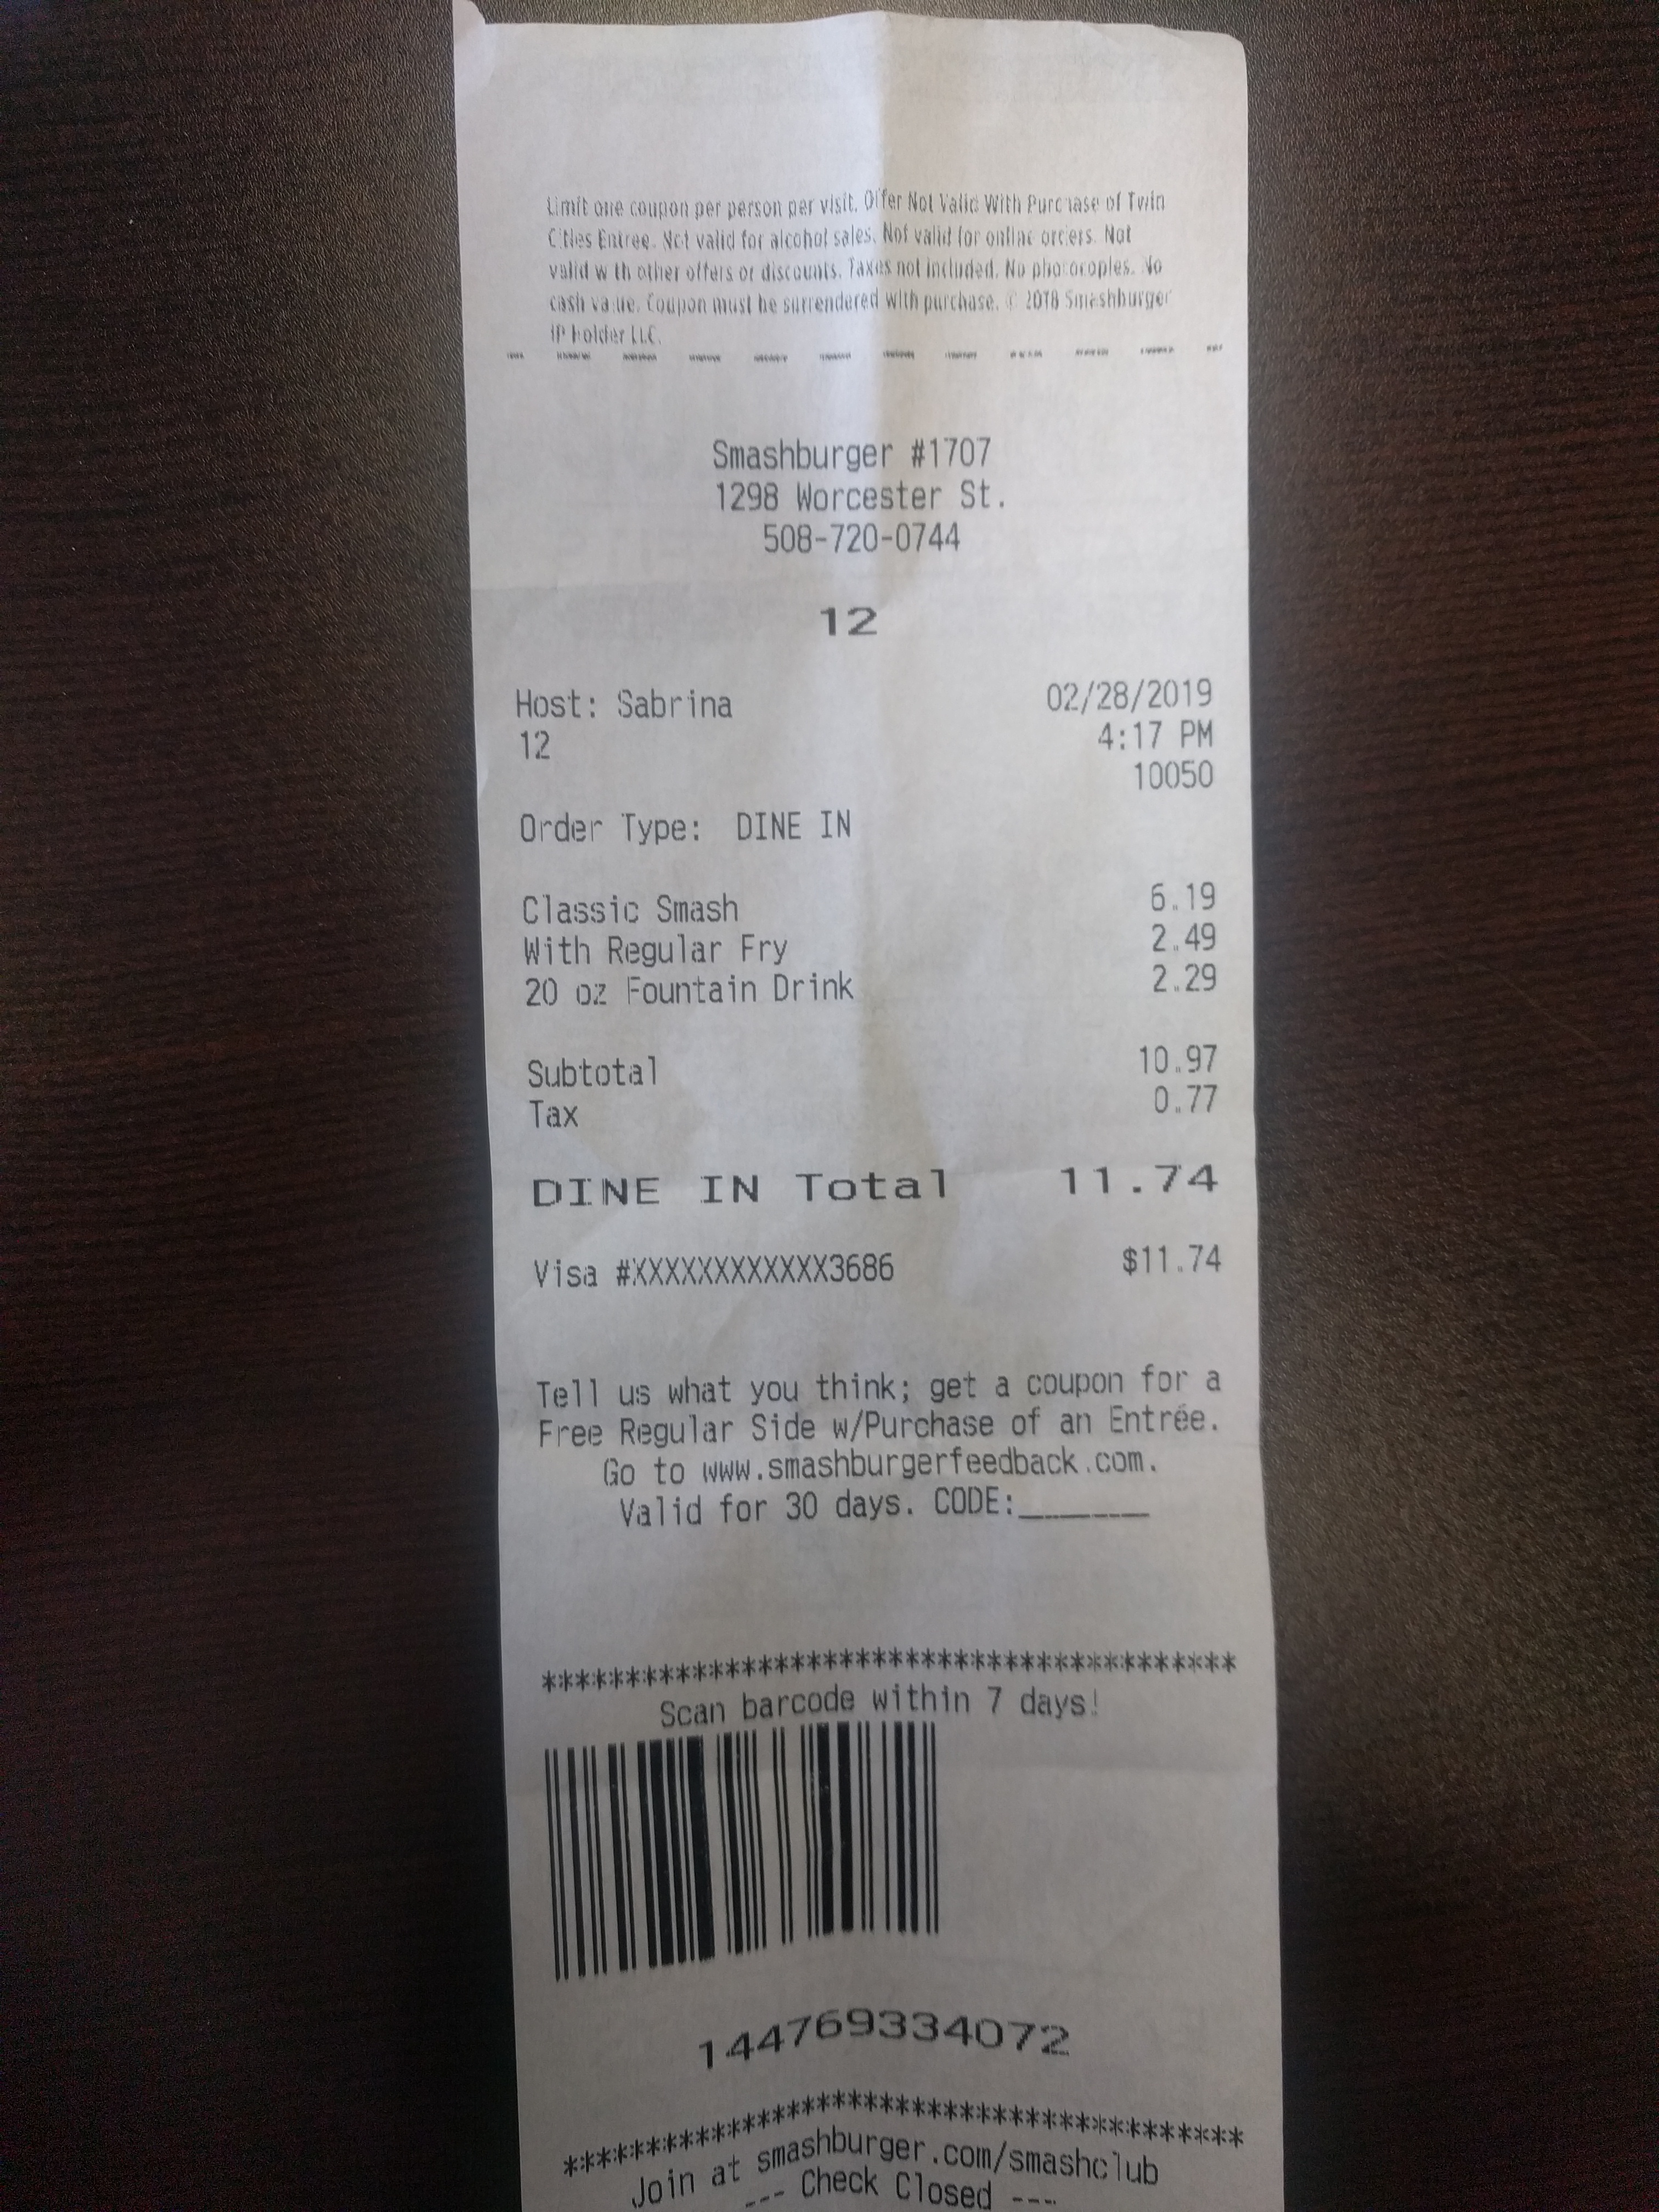 Limit one coupon per person per visit. Offer Not Valid With Purchase of Twin
Cities Entree. Not valid for alcohol sales. Not valid for online orders. Not
valid with other offers or discounts. Taxes not included. No photocopies. No
cash value. Coupon must be surrendered with purchase. © 2018 Smashburger
IP Holder LLC.
Smashburger #1707
1298 Worcester St.
508-720-0744
12
Host: Sabrina 02/28/2019
12 4:17 PM
10050
Order Type: DINE IN
Classic Smash 6.19
With Regular Fry 2.49
20 oz Fountain Drink 2.29
Subtotal 10.97
Tax 0.77
DINE IN Total 11.74
Visa #XXXXXXXXXXXX3686 $11.74
Tell us what you think; get a coupon for a
Free Regular Side w/Purchase of an Entrée.
Go to www.smashburgerfeedback.com.
Valid for 30 days. CODE:________
******************************************
Scan barcode within 7 days!
144769334072
******************************************
Join at smashburger.com/smashclub
--- Check Closed ---